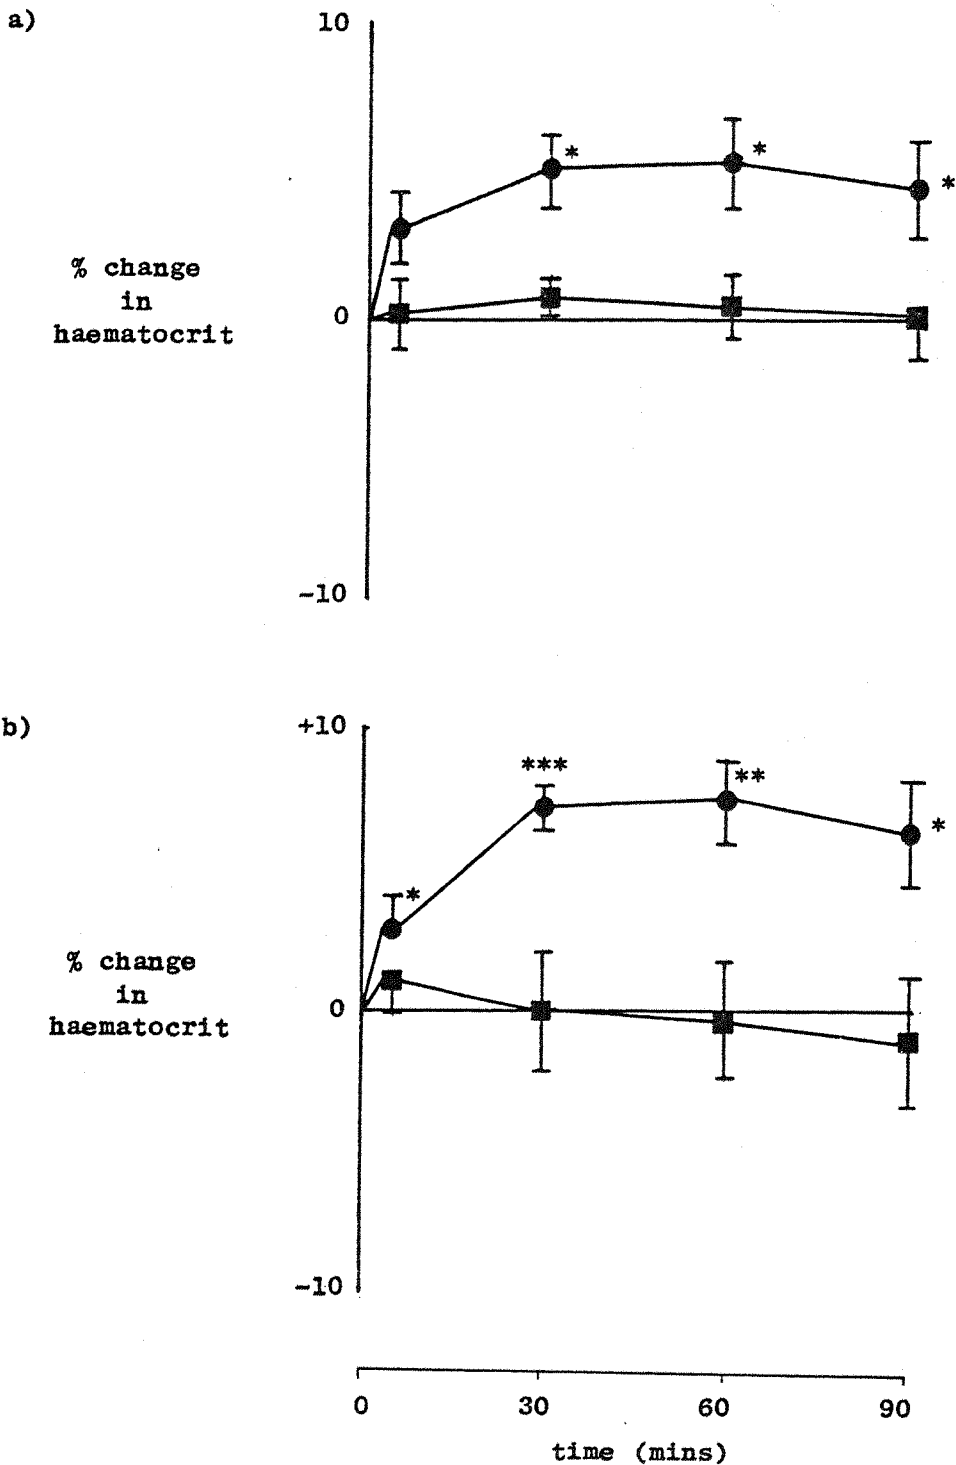 a)
10
*
*
*
% change
in
haematocrit
0
-10
b)
+10
***
**
*
*
% change
in
haematocrit
0
-10
0 30 60 90
time (mins)